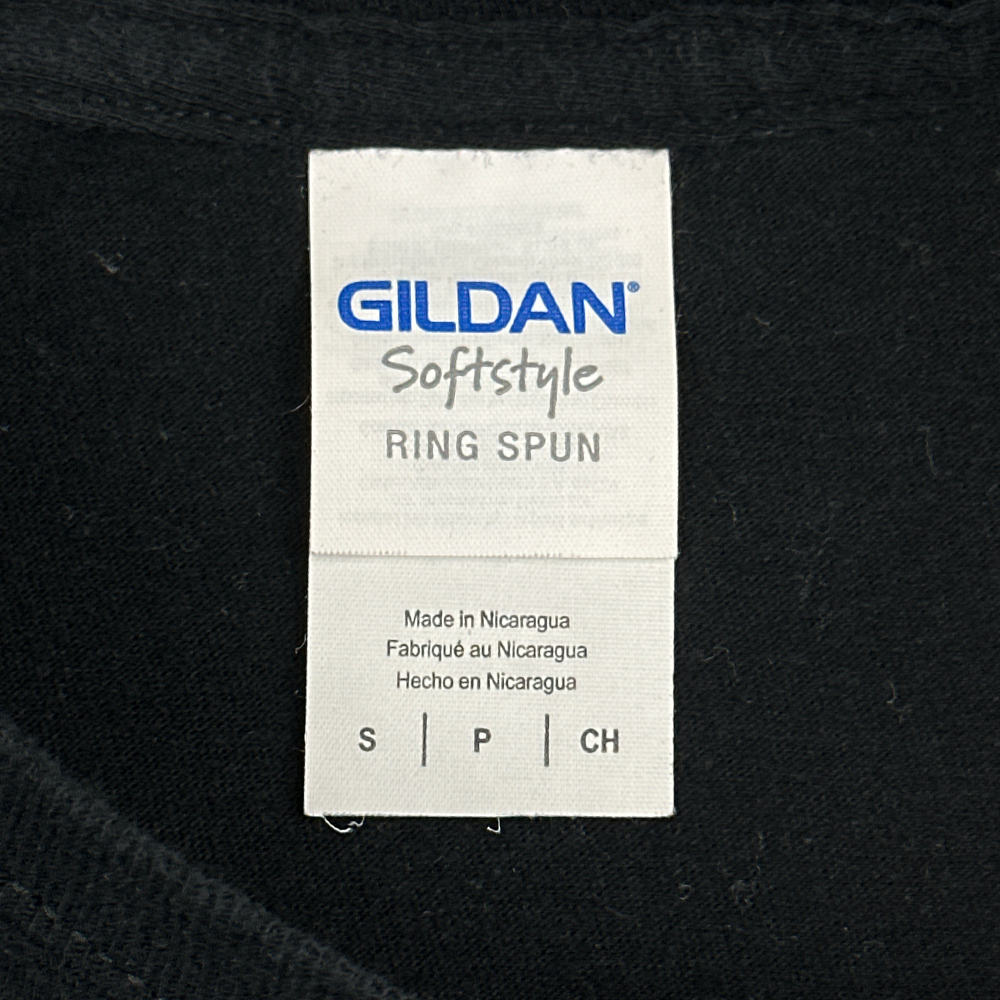 GILDAN®
Softstyle
RING SPUN
Made in Nicaragua
Fabriqué au Nicaragua
Hecho en Nicaragua
S | P | CH